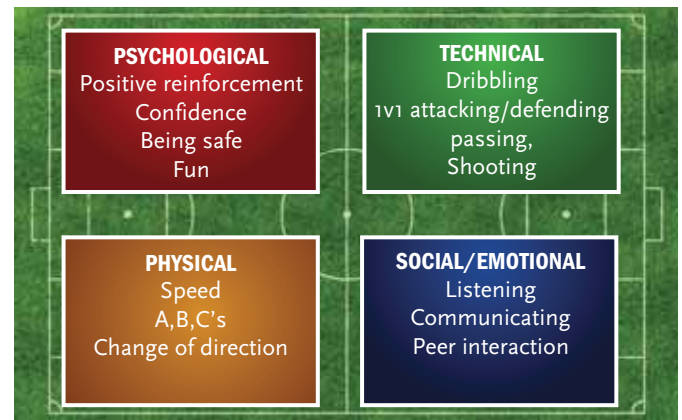 PSYCHOLOGICAL
Positive reinforcement
Confidence
Being safe
Fun
TECHNICAL
Dribbling
1v1 attacking/defending
passing,
Shooting
PHYSICAL
Speed
A,B,C's
Change of direction
SOCIAL/EMOTIONAL
Listening
Communicating
Peer interaction